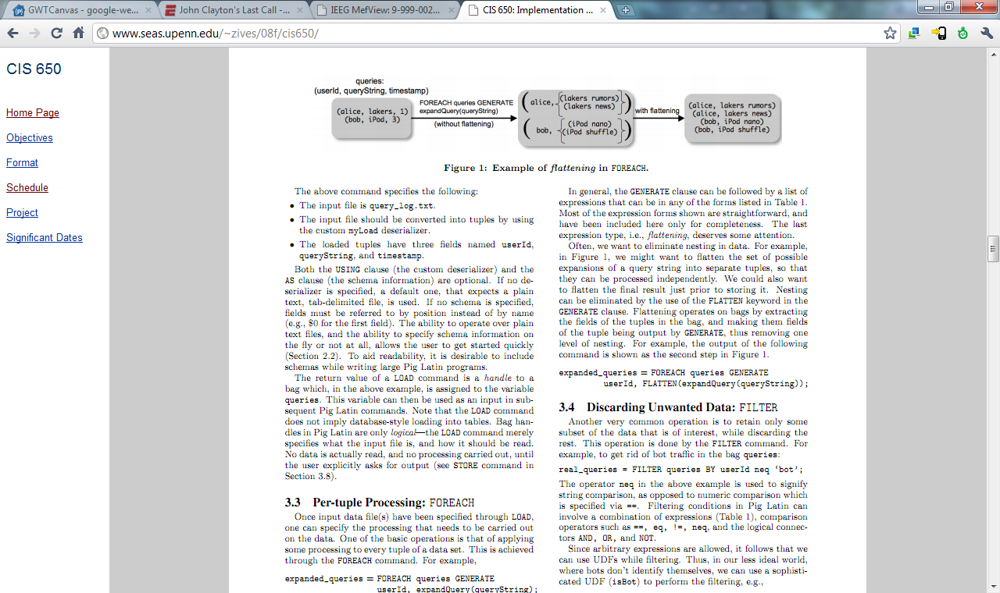 GWTCanvas - google-we...
John Clayton's Last Call -...
IEEG MefView: 9-999-002...
CIS 650: Implementation ...
www.seas.upenn.edu/~zives/08f/cis650/
CIS 650
Home Page
Objectives
Format
Schedule
Project
Significant Dates
queries:
(userId, queryString, timestamp)
(alice, lakers, 1)
(bob, iPod, 3)
FOREACH queries GENERATE
expandQuery(queryString)
(without flattening)
(alice, {(lakers rumors)
(lakers news)})
(bob, {(iPod nano)
(iPod shuffle)})
with flattening
(alice, lakers rumors)
(alice, lakers news)
(bob, iPod nano)
(bob, iPod shuffle)
Figure 1: Example of flattening in FOREACH.
The above command specifies the following:
• The input file is query_log.txt.
• The input file should be converted into tuples by using
the custom myLoad deserializer.
• The loaded tuples have three fields named userId,
queryString, and timestamp.
Both the USING clause (the custom deserializer) and the
AS clause (the schema information) are optional. If no de-
serializer is specified, a default one, that expects a plain
text, tab-delimited file, is used. If no schema is specified,
fields must be referred to by position instead of by name
(e.g., $0 for the first field). The ability to operate over plain
text files, and the ability to specify schema information on
the fly or not at all, allows the user to get started quickly
(Section 2.2). To aid readability, it is desirable to include
schemas while writing large Pig Latin programs.
The return value of a LOAD command is a handle to a
bag which, in the above example, is assigned to the variable
queries. This variable can then be used as an input in sub-
sequent Pig Latin commands. Note that the LOAD command
does not imply database-style loading into tables. Bag han-
dles in Pig Latin are only logical—the LOAD command merely
specifies what the input file is, and how it should be read.
No data is actually read, and no processing carried out, until
the user explicitly asks for output (see STORE command in
Section 3.8).
3.3 Per-tuple Processing: FOREACH
Once input data file(s) have been specified through LOAD,
one can specify the processing that needs to be carried out
on the data. One of the basic operations is that of applying
some processing to every tuple of a data set. This is achieved
through the FOREACH command. For example,
expanded_queries = FOREACH queries GENERATE
userId, expandQuery(queryString);
In general, the GENERATE clause can be followed by a list of
expressions that can be in any of the forms listed in Table 1.
Most of the expression forms shown are straightforward, and
have been included here only for completeness. The last
expression type, i.e., flattening, deserves some attention.
Often, we want to eliminate nesting in data. For example,
in Figure 1, we might want to flatten the set of possible
expansions of a query string into separate tuples, so that
they can be processed independently. We could also want
to flatten the final result just prior to storing it. Nesting
can be eliminated by the use of the FLATTEN keyword in the
GENERATE clause. Flattening operates on bags by extracting
the fields of the tuples in the bag, and making them fields
of the tuple being output by GENERATE, thus removing one
level of nesting. For example, the output of the following
command is shown as the second step in Figure 1.
expanded_queries = FOREACH queries GENERATE
userId, FLATTEN(expandQuery(queryString));
3.4 Discarding Unwanted Data: FILTER
Another very common operation is to retain only some
subset of the data that is of interest, while discarding the
rest. This operation is done by the FILTER command. For
example, to get rid of bot traffic in the bag queries:
real_queries = FILTER queries BY userId neq ‘bot’;
The operator neq in the above example is used to signify
string comparison, as opposed to numeric comparison which
is specified via ==. Filtering conditions in Pig Latin can
involve a combination of expressions (Table 1), comparison
operators such as ==, eq, !=, neq, and the logical connec-
tors AND, OR, and NOT.
Since arbitrary expressions are allowed, it follows that we
can use UDFs while filtering. Thus, in our less ideal world,
where bots don't identify themselves, we can use a sophisti-
cated UDF (isBot) to perform the filtering, e.g.,